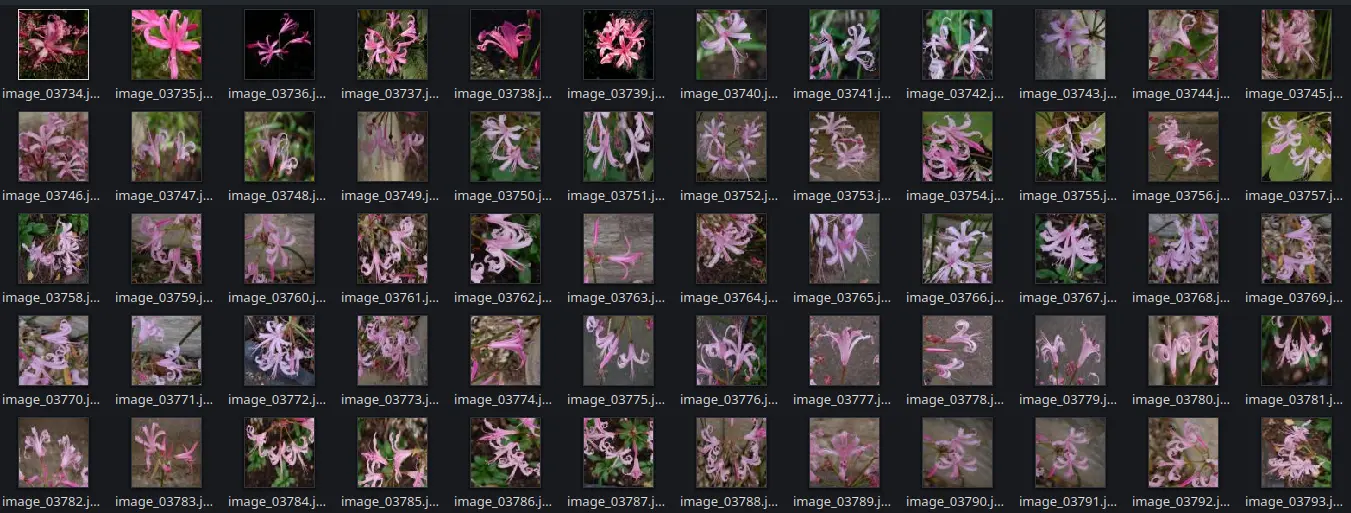 image_03734.j... image_03735.j... image_03736.j... image_03737.j... image_03738.j... image_03739.j... image_03740.j... image_03741.j... image_03742.j... image_03743.j... image_03744.j... image_03745.j...
image_03746.j... image_03747.j... image_03748.j... image_03749.j... image_03750.j... image_03751.j... image_03752.j... image_03753.j... image_03754.j... image_03755.j... image_03756.j... image_03757.j...
image_03758.j... image_03759.j... image_03760.j... image_03761.j... image_03762.j... image_03763.j... image_03764.j... image_03765.j... image_03766.j... image_03767.j... image_03768.j... image_03769.j...
image_03770.j... image_03771.j... image_03772.j... image_03773.j... image_03774.j... image_03775.j... image_03776.j... image_03777.j... image_03778.j... image_03779.j... image_03780.j... image_03781.j...
image_03782.j... image_03783.j... image_03784.j... image_03785.j... image_03786.j... image_03787.j... image_03788.j... image_03789.j... image_03790.j... image_03791.j... image_03792.j... image_03793.j...